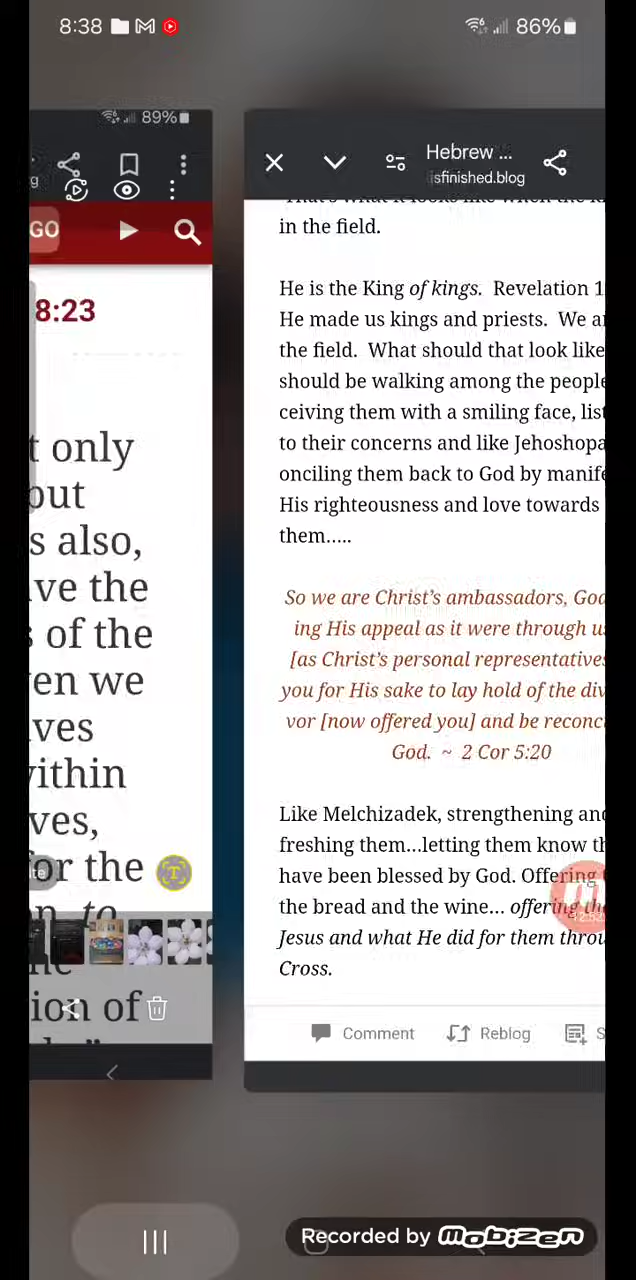 8:38
86%
89%
GO
8:23
t only
out
s also,
ve the
s of the
en we
ves
ithin
ves,
for the
n, to
ion of
Hebrew ...
isfinished.blog
in the field.
He is the King of kings. Revelation 1
He made us kings and priests. We a
the field. What should that look like
should be walking among the people
ceiving them with a smiling face, list
to their concerns and like Jehoshopa
onciling them back to God by manife
His righteousness and love towards
them.....
So we are Christ's ambassadors, God
ing His appeal as it were through us
[as Christ's personal representatives
you for His sake to lay hold of the div
vor [now offered you] and be reconc
God. ~ 2 Cor 5:20
Like Melchizadek, strengthening and
freshing them...letting them know th
have been blessed by God. Offering
the bread and the wine... offering the
Jesus and what He did for them throu
Cross.
Comment
Reblog
S
Recorded by Mobizen